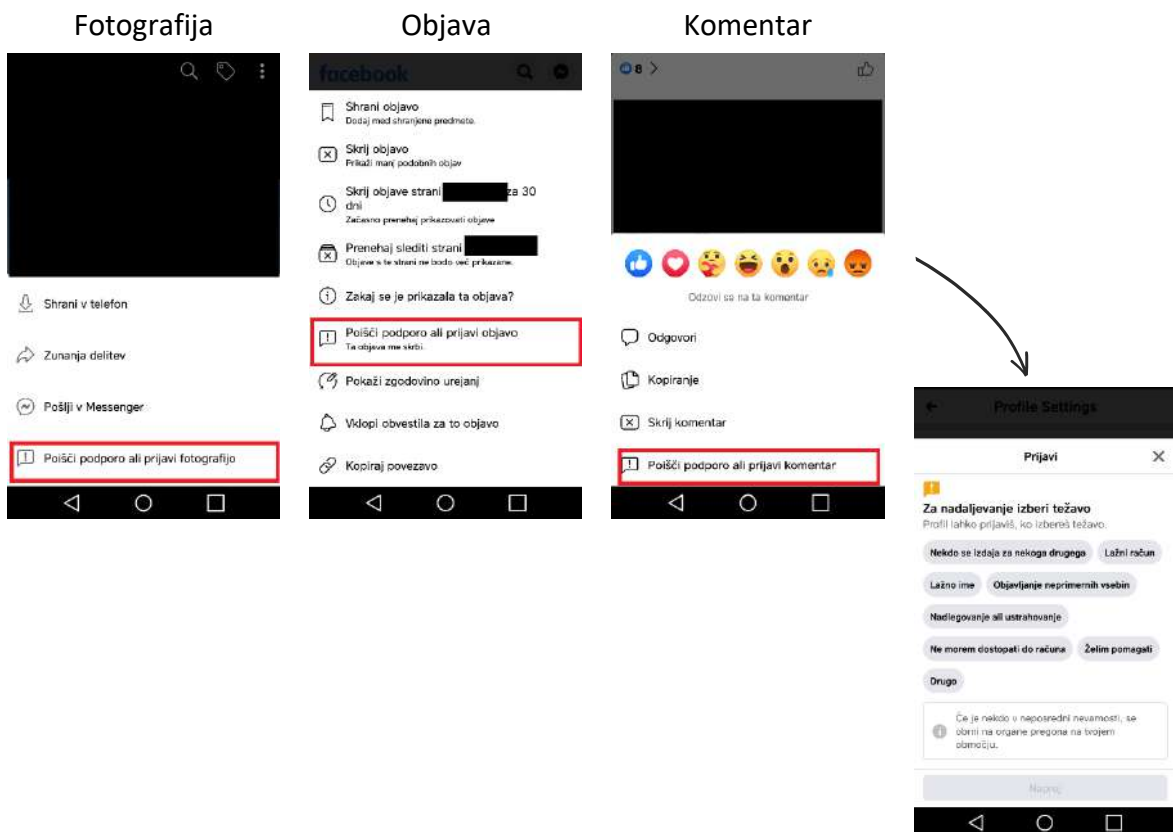 Fotografija
Objava
Komentar
Shrani v telefon
Zunanja delitev
Pošlji v Messenger
Poišči podporo ali prijavi fotografijo
facebook
Shrani objavo
Dodaj med shranjene predmete.
Skrij objavo
Prikaži manj podobnih objav
Skrij objave strani za 30
dni
Začasno prenehaj prikazovati objave
Prenehaj slediti strani
Objave s te strani ne bodo več prikazane.
Zakaj se je prikazala ta objava?
Poišči podporo ali prijavi objavo
Ta objava me skrbi.
Pokaži zgodovino urejanj
Vklopi obvestila za to objavo
Kopiraj povezavo
8
Odzovi se na ta komentar
Odgovori
Kopiranje
Skrij komentar
Poišči podporo ali prijavi komentar
Profile Settings
Prijavi
Za nadaljevanje izberi težavo
Profil lahko prijaviš, ko izbereš težavo.
Nekdo se izdaja za nekoga drugega
Lažni račun
Lažno ime
Objavljanje neprimernih vsebin
Nadlegovanje ali ustrahovanje
Ne morem dostopati do računa
Želim pomagati
Drugo
Če je nekdo v neposredni nevarnosti, se
obrni na organe pregona na tvojem
območju.
Naprej